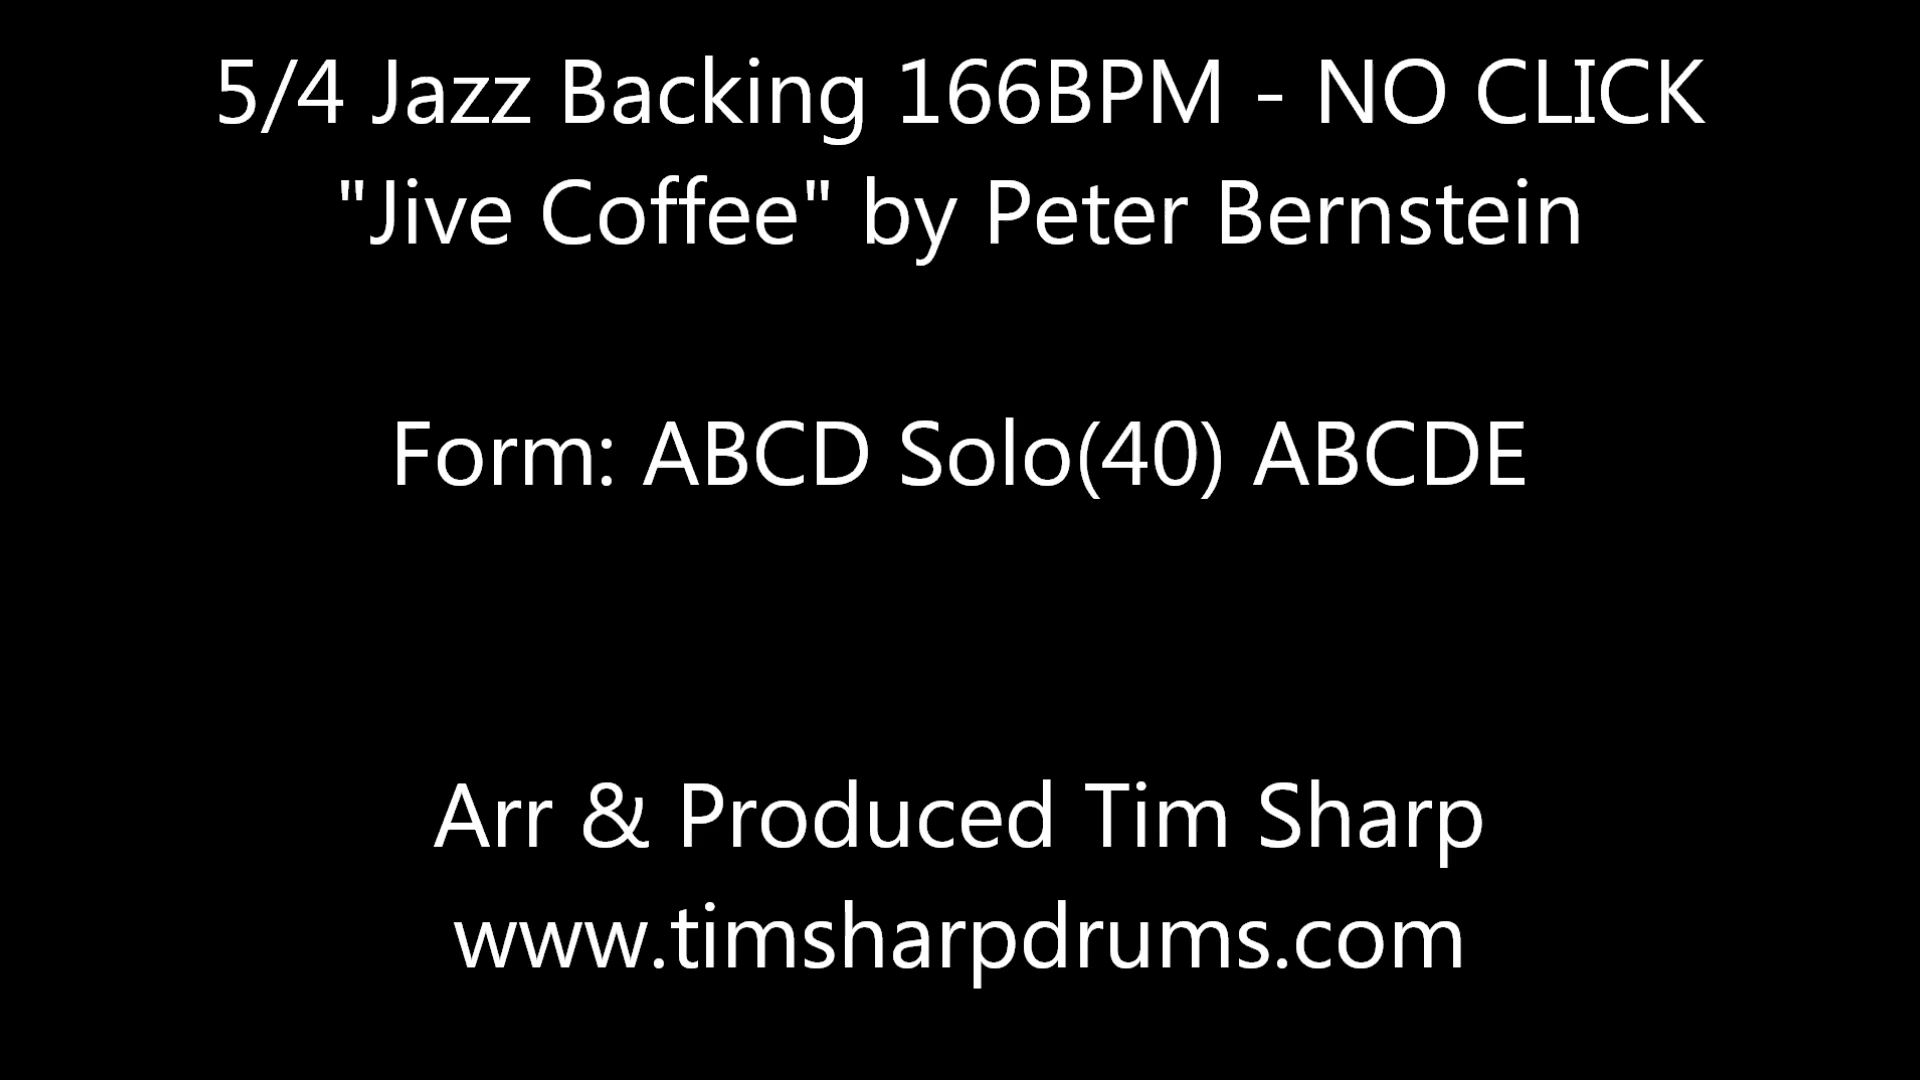 5/4 Jazz Backing 166BPM - NO CLICK
"Jive Coffee" by Peter Bernstein
Form: ABCD Solo(40) ABCDE
Arr & Produced Tim Sharp
www.timsharpdrums.com